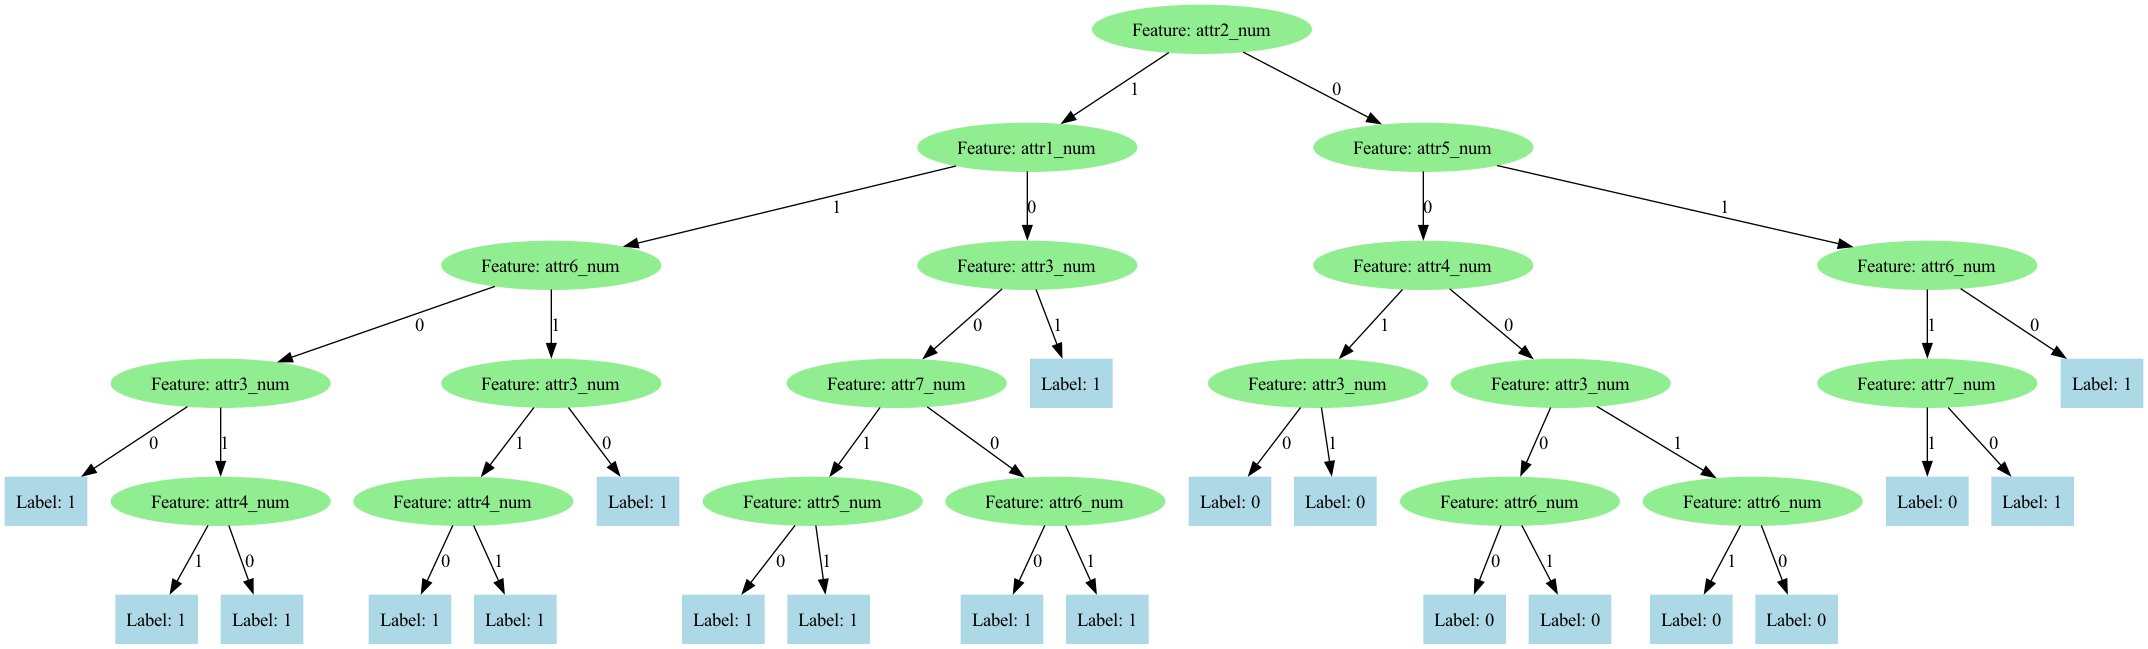 Feature: attr2_num
1
0
Feature: attr1_num
Feature: attr5_num
1
0
0
1
Feature: attr6_num
Feature: attr3_num
Feature: attr4_num
Feature: attr6_num
0
1
0
1
1
0
1
0
Feature: attr3_num
Feature: attr3_num
Feature: attr7_num
Label: 1
Feature: attr3_num
Feature: attr3_num
Feature: attr7_num
Label: 1
0
1
1
0
1
0
0
1
0
1
1
0
Label: 1
Feature: attr4_num
Feature: attr4_num
Label: 1
Feature: attr5_num
Feature: attr6_num
Label: 0
Label: 0
Feature: attr6_num
Feature: attr6_num
Label: 0
Label: 1
1
0
0
1
0
1
0
1
0
1
1
0
Label: 1
Label: 1
Label: 1
Label: 1
Label: 1
Label: 1
Label: 1
Label: 1
Label: 0
Label: 0
Label: 0
Label: 0